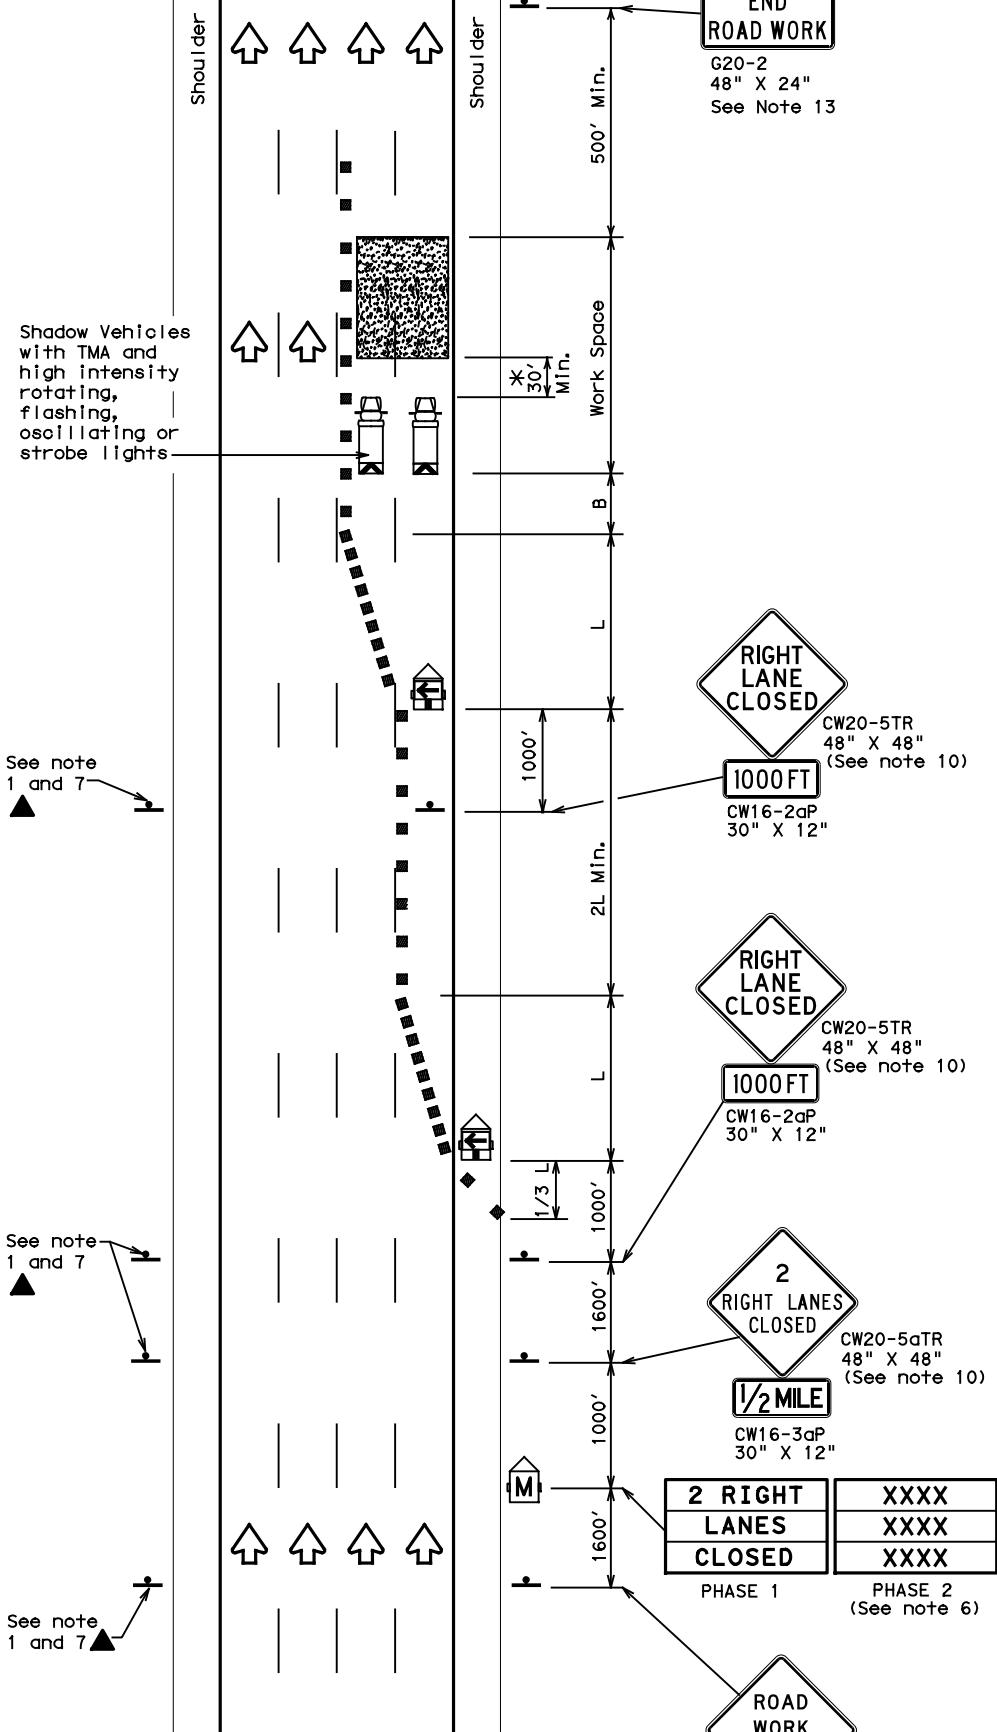 END
ROAD WORK
G20-2
48" X 24"
See Note 13
Shoulder
Shoulder
500' Min.
Shadow Vehicles
with TMA and
high intensity
rotating,
flashing,
oscillating or
strobe lights
* 30'
Min.
Work Space
B
L
RIGHT
LANE
CLOSED
CW20-5TR
48" X 48"
(See note 10)
1000 FT
CW16-2aP
30" X 12"
1000'
See note
1 and 7
2L Min.
RIGHT
LANE
CLOSED
CW20-5TR
48" X 48"
(See note 10)
1000 FT
CW16-2aP
30" X 12"
L
1/3 L
1000'
See note
1 and 7
1600'
2
RIGHT LANES
CLOSED
CW20-5aTR
48" X 48"
(See note 10)
1/2 MILE
CW16-3aP
30" X 12"
1000'
M
2 RIGHT
LANES
CLOSED
PHASE 1
XXXX
XXXX
XXXX
PHASE 2
(See note 6)
1600'
See note
1 and 7
ROAD
WORK